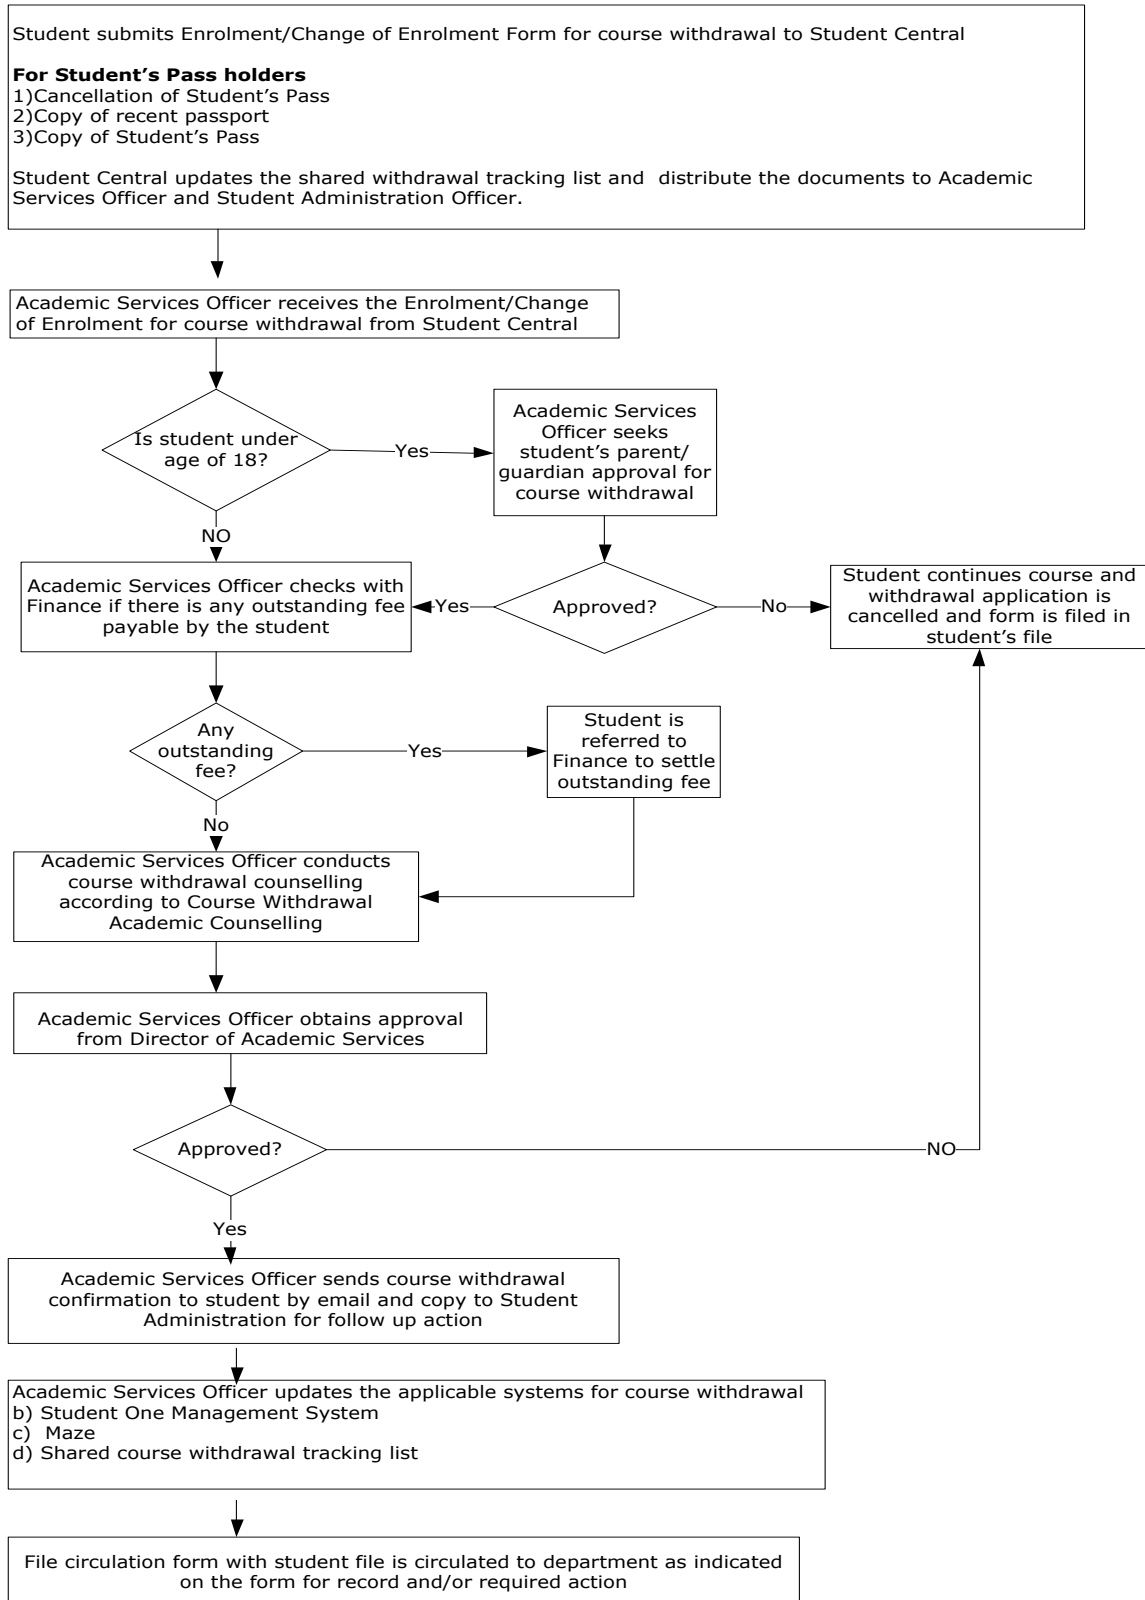 Student submits Enrolment/Change of Enrolment Form for course withdrawal to Student Central
For Student's Pass holders
1)Cancellation of Student's Pass
2)Copy of recent passport
3)Copy of Student's Pass
Student Central updates the shared withdrawal tracking list and distribute the documents to Academic
Services Officer and Student Administration Officer.
Academic Services Officer receives the Enrolment/Change
of Enrolment for course withdrawal from Student Central
Is student under
age of 18?
Yes
Academic Services
Officer seeks
student's parent/
guardian approval for
course withdrawal
NO
Academic Services Officer checks with
Finance if there is any outstanding fee
payable by the student
Yes
Approved?
No
Student continues course and
withdrawal application is
cancelled and form is filed in
student's file
Any
outstanding
fee?
Yes
Student is
referred to
Finance to settle
outstanding fee
No
Academic Services Officer conducts
course withdrawal counselling
according to Course Withdrawal
Academic Counselling
Academic Services Officer obtains approval
from Director of Academic Services
Approved?
NO
Yes
Academic Services Officer sends course withdrawal
confirmation to student by email and copy to Student
Administration for follow up action
Academic Services Officer updates the applicable systems for course withdrawal
b) Student One Management System
c) Maze
d) Shared course withdrawal tracking list
File circulation form with student file is circulated to department as indicated
on the form for record and/or required action